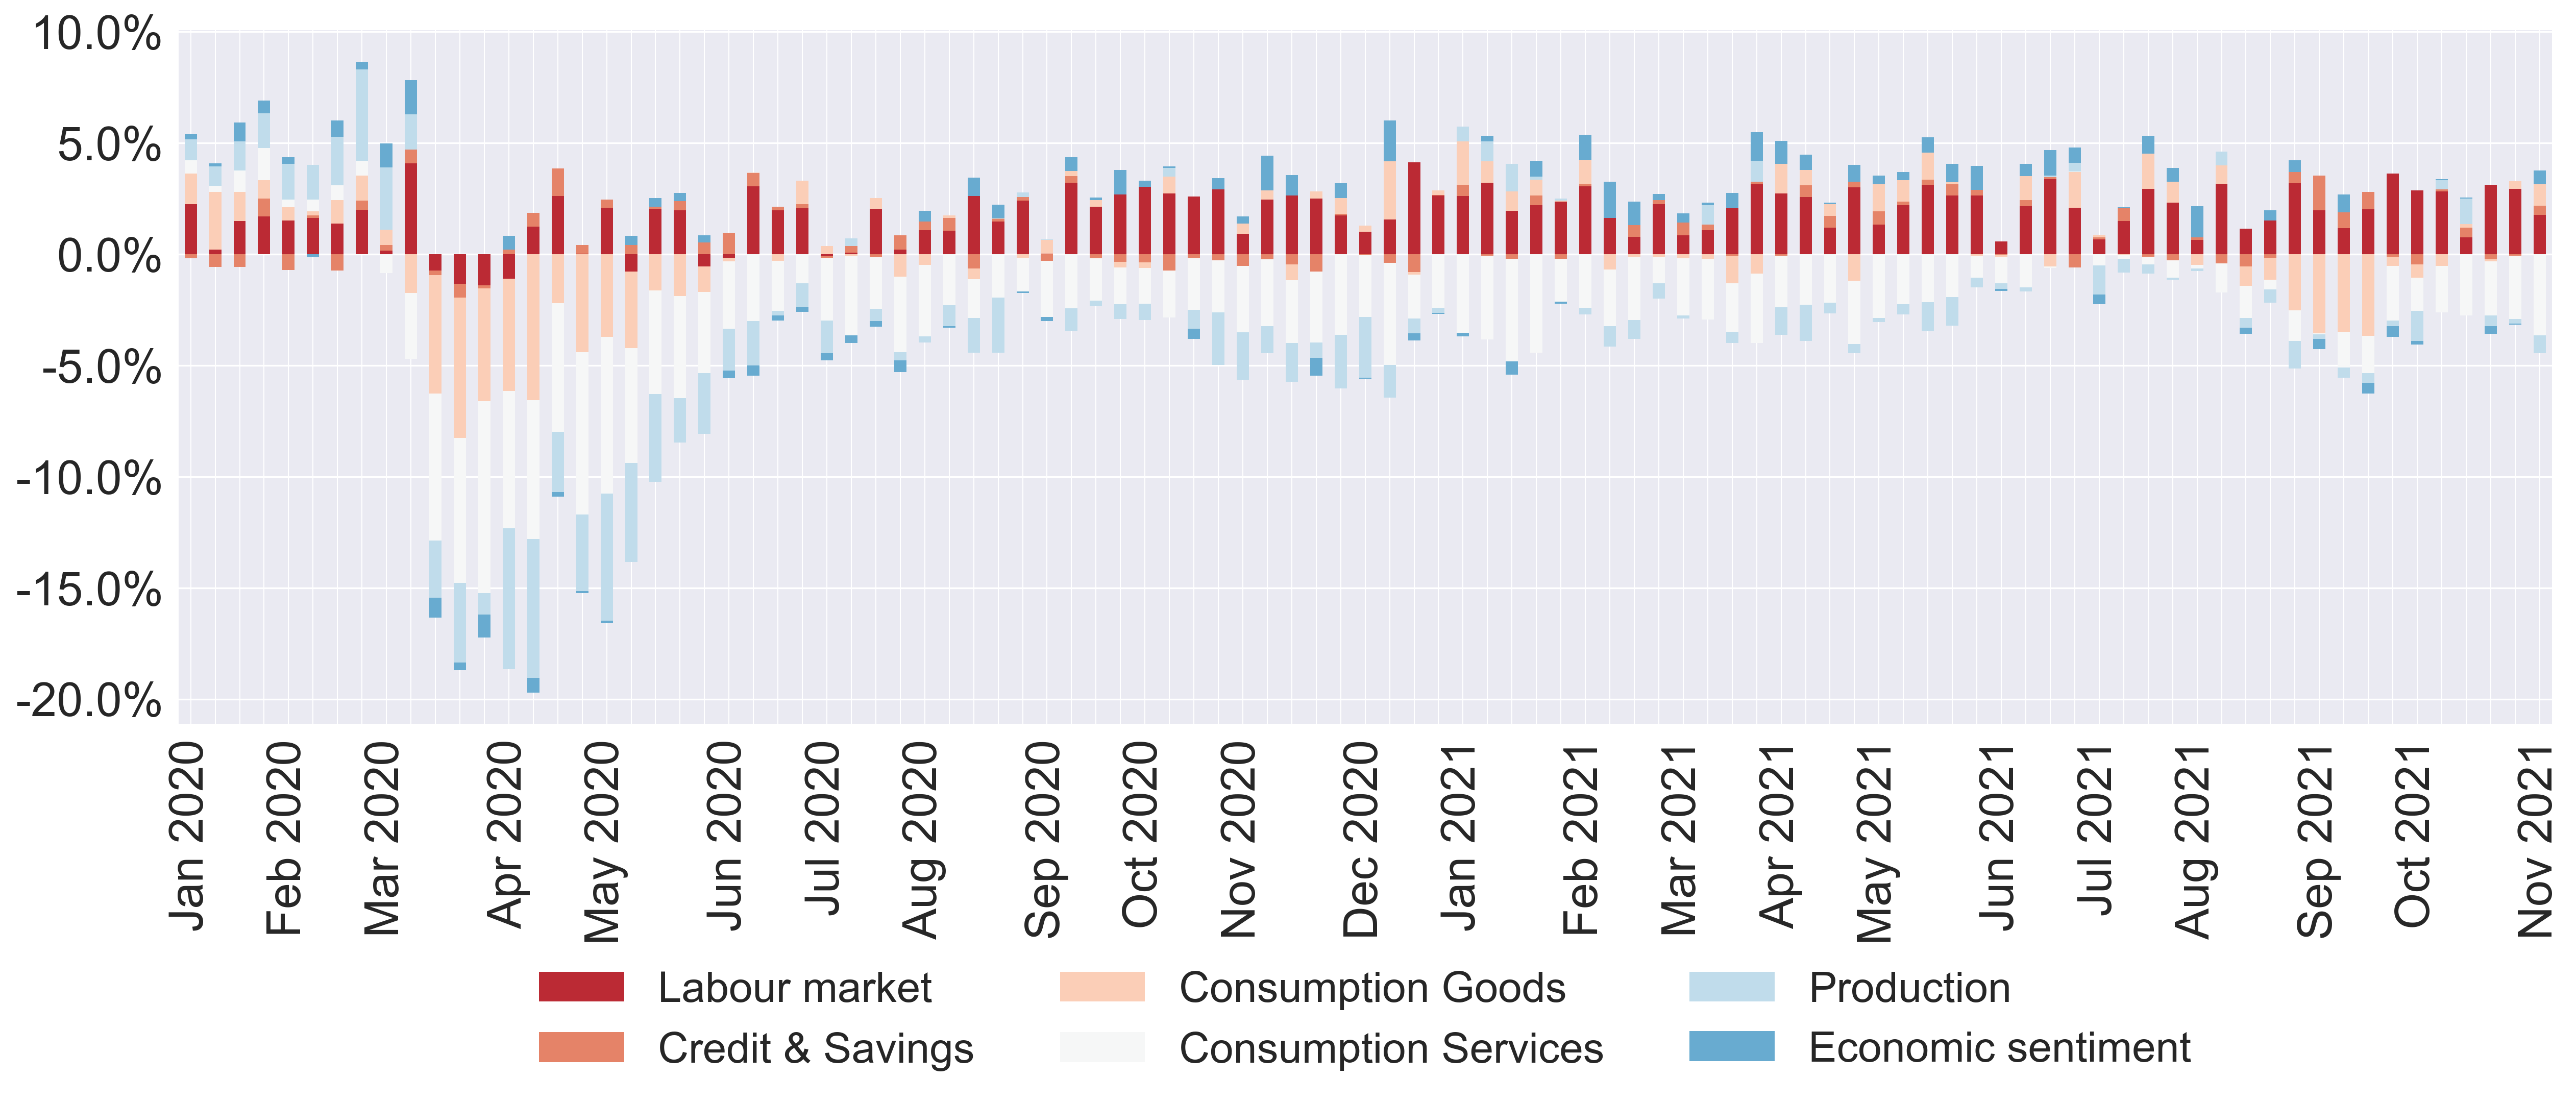 10.0%
5.0%
0.0%
-5.0%
-10.0%
-15.0%
-20.0%
Jan 2020
Feb 2020
Mar 2020
Apr 2020
May 2020
Jun 2020
Jul 2020
Aug 2020
Sep 2020
Oct 2020
Nov 2020
Dec 2020
Jan 2021
Feb 2021
Mar 2021
Apr 2021
May 2021
Jun 2021
Jul 2021
Aug 2021
Sep 2021
Oct 2021
Nov 2021
Labour market
Consumption Goods
Production
Credit & Savings
Consumption Services
Economic sentiment